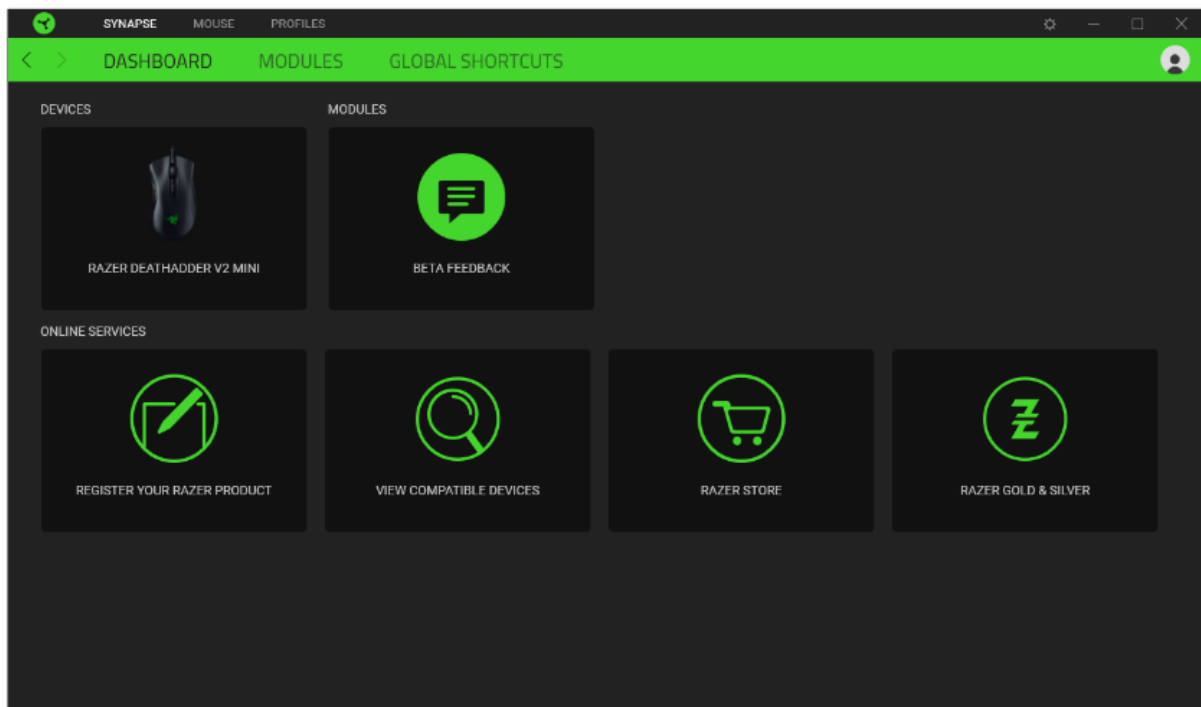 SYNAPSE MOUSE PROFILES
DASHBOARD MODULES GLOBAL SHORTCUTS
DEVICES MODULES
RAZER DEATHADDER V2 MINI BETA FEEDBACK
ONLINE SERVICES
REGISTER YOUR RAZER PRODUCT VIEW COMPATIBLE DEVICES RAZER STORE RAZER GOLD & SILVER